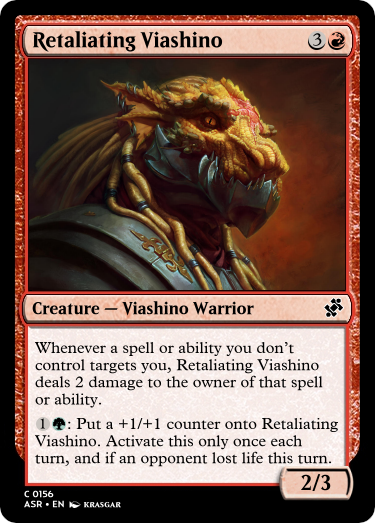 Retaliating Viashino 3
Creature — Viashino Warrior
Whenever a spell or ability you don't
control targets you, Retaliating Viashino
deals 2 damage to the owner of that spell
or ability.
1 : Put a +1/+1 counter onto Retaliating
Viashino. Activate this only once each
turn, and if an opponent lost life this turn.
2/3
C 0156
ASR • EN KRASGAR